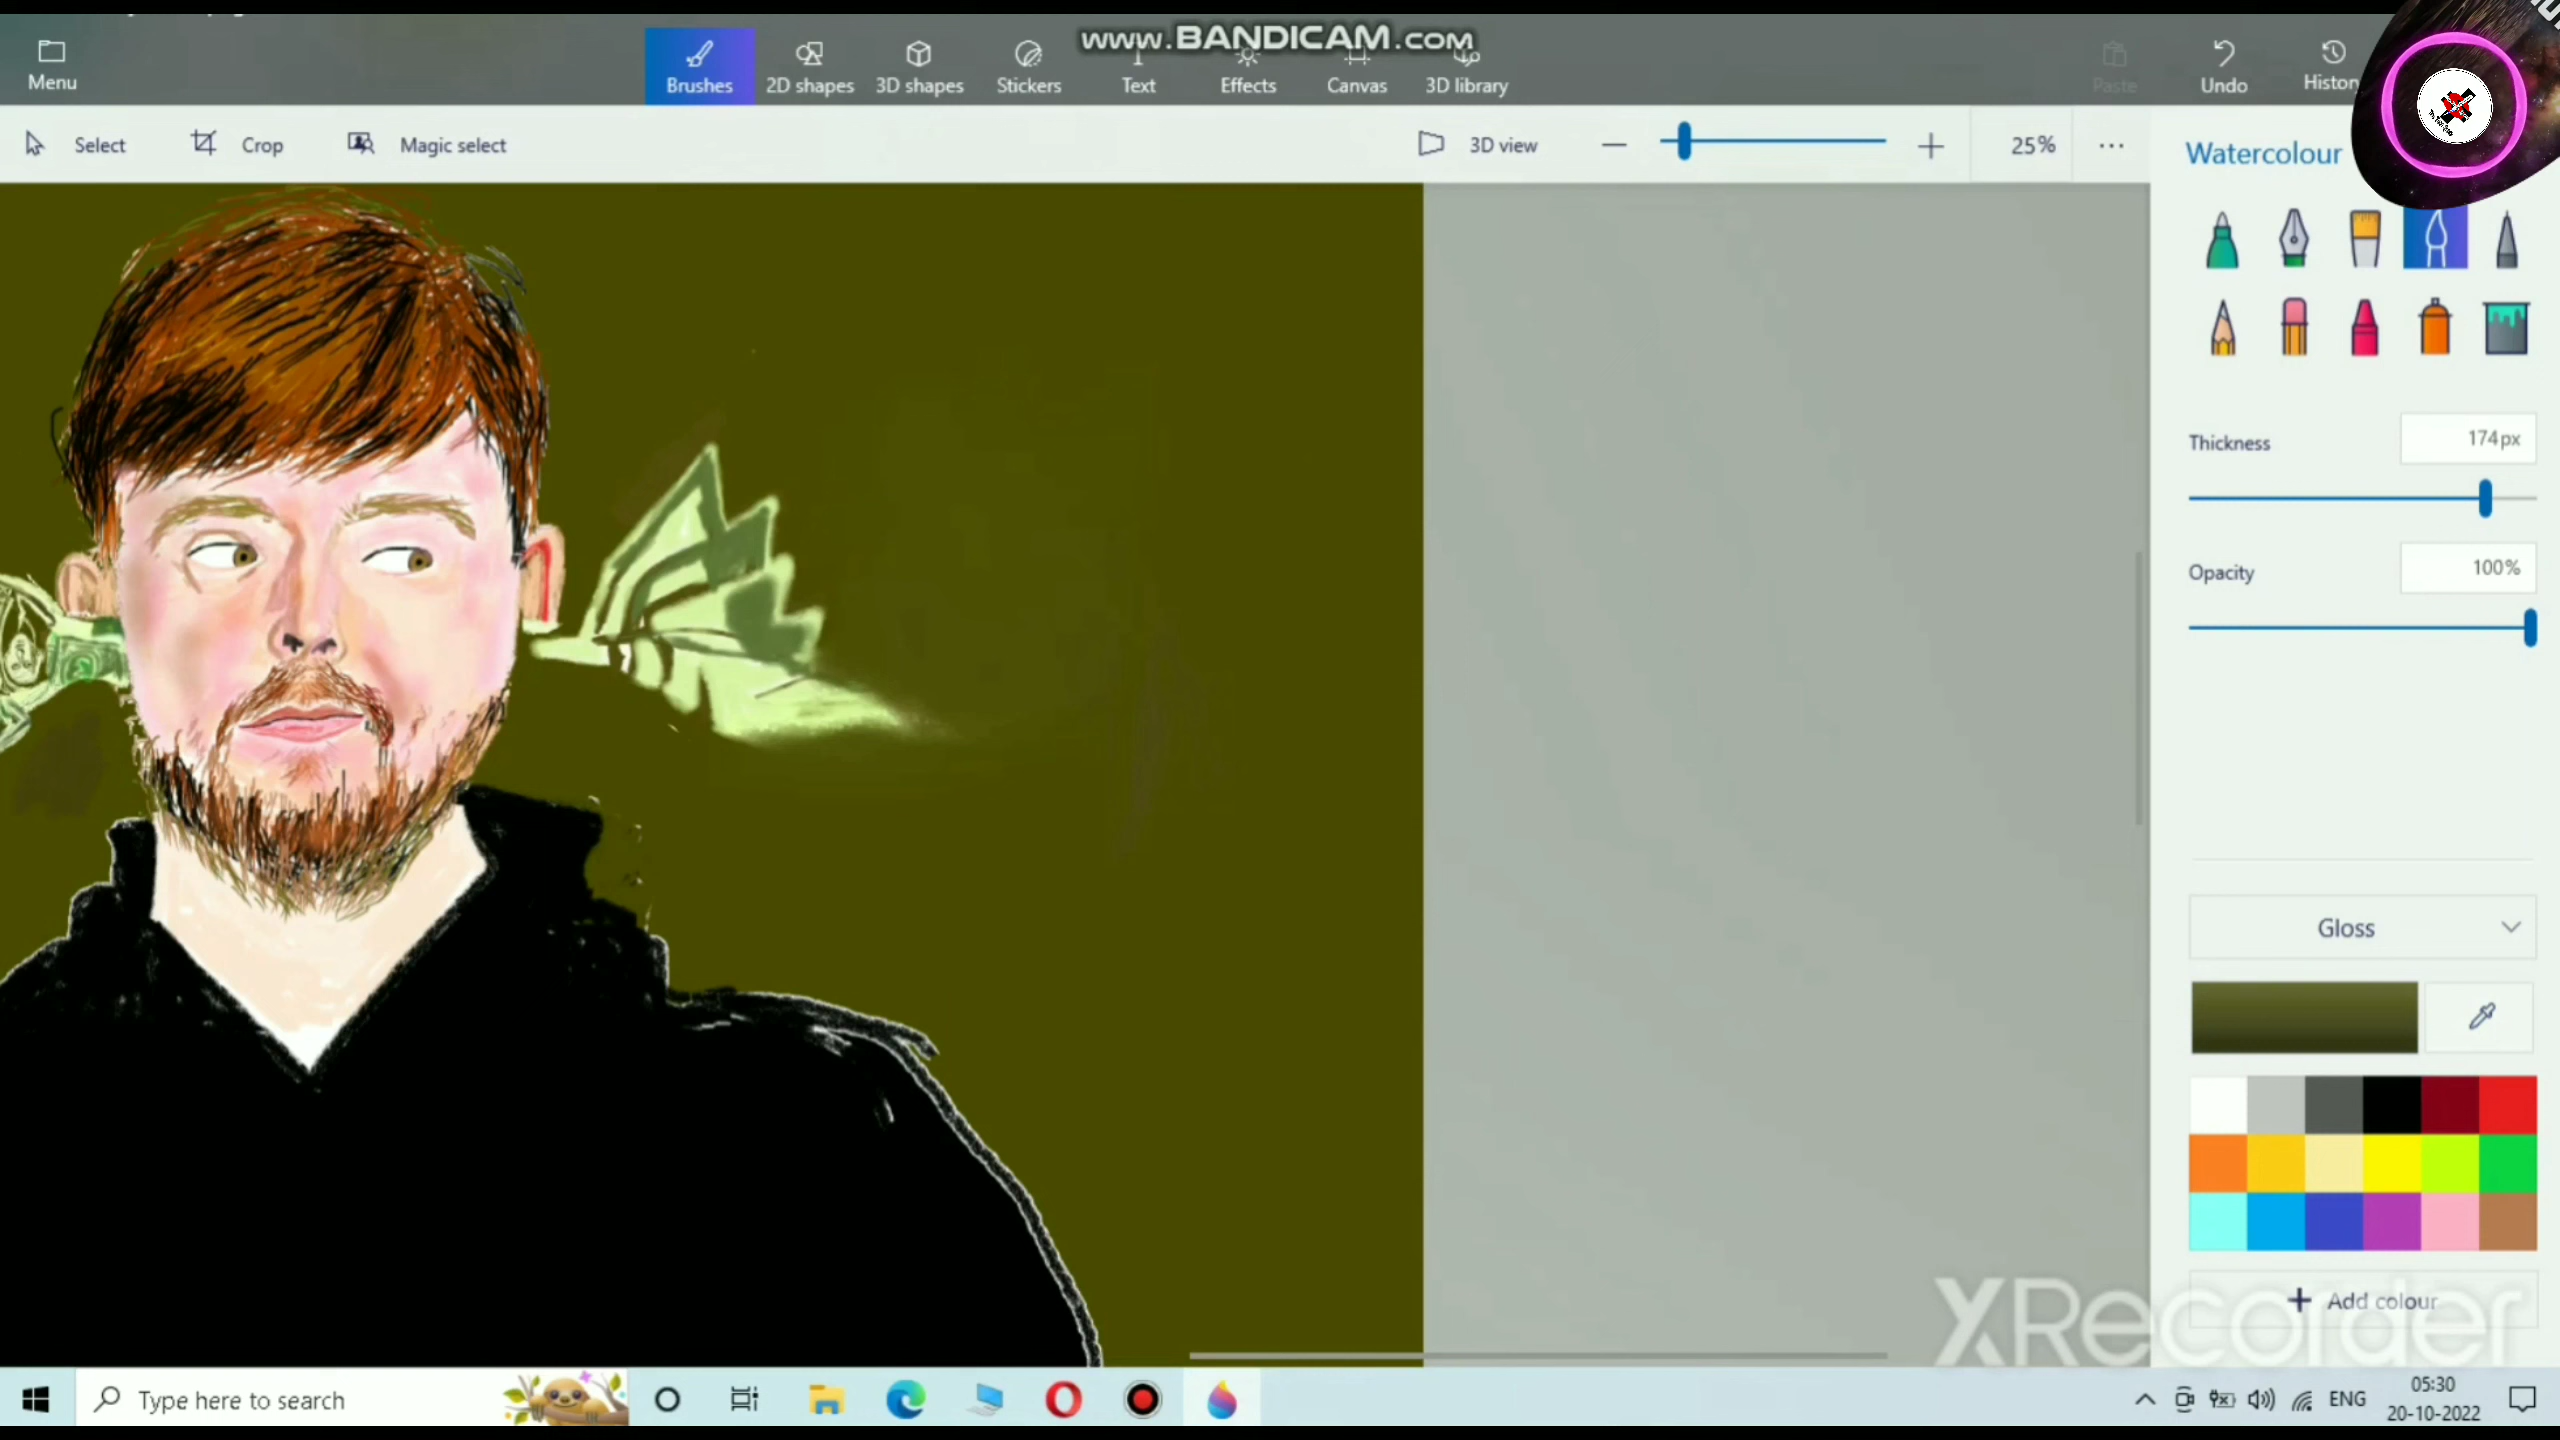 www.BANDICAM.com
Menu
Brushes
2D shapes
3D shapes
Stickers
Text
Effects
Canvas
3D library
Paste
Undo
Select
Crop
Magic select
3D view
25%
Watercolour
Thickness
174px
Opacity
100%
Gloss
Add colour
XRecorder
Type here to search
ENG
05:30
20-10-2022